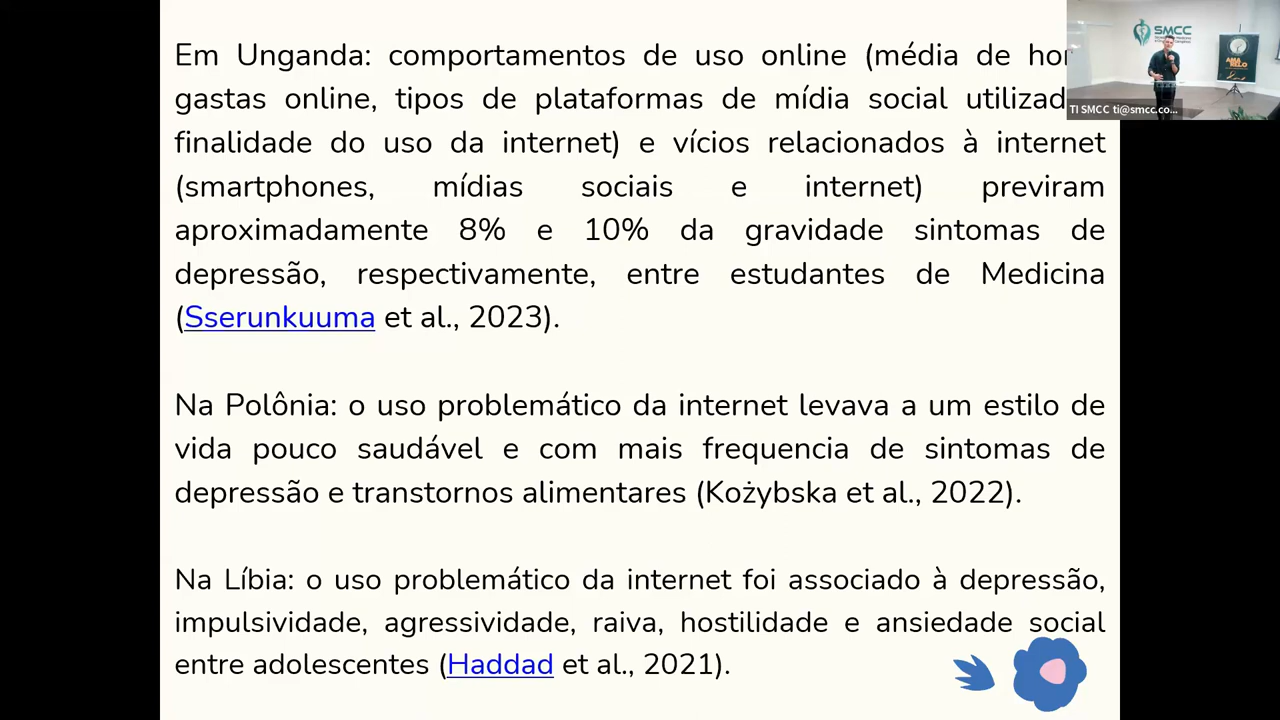 Em Unganda: comportamentos de uso online (média de
gastas online, tipos de plataformas de mídia social
finalidade do uso da internet) e vícios relacionados à internet
(smartphones, mídias sociais e internet) previram
aproximadamente 8% e 10% da gravidade sintomas de
depressão, respectivamente, entre estudantes de Medicina
(Sserunkuuma et al., 2023).
Na Polônia: o uso problemático da internet levava a um estilo de
vida pouco saudável e com mais frequencia de sintomas de
depressão e transtornos alimentares (Kożybska et al., 2022).
Na Líbia: o uso problemático da internet foi associado à depressão,
impulsividade, agressividade, raiva, hostilidade e ansiedade social
entre adolescentes (Haddad et al., 2021).
SMCC
TI SMCC ti@smcc.co...